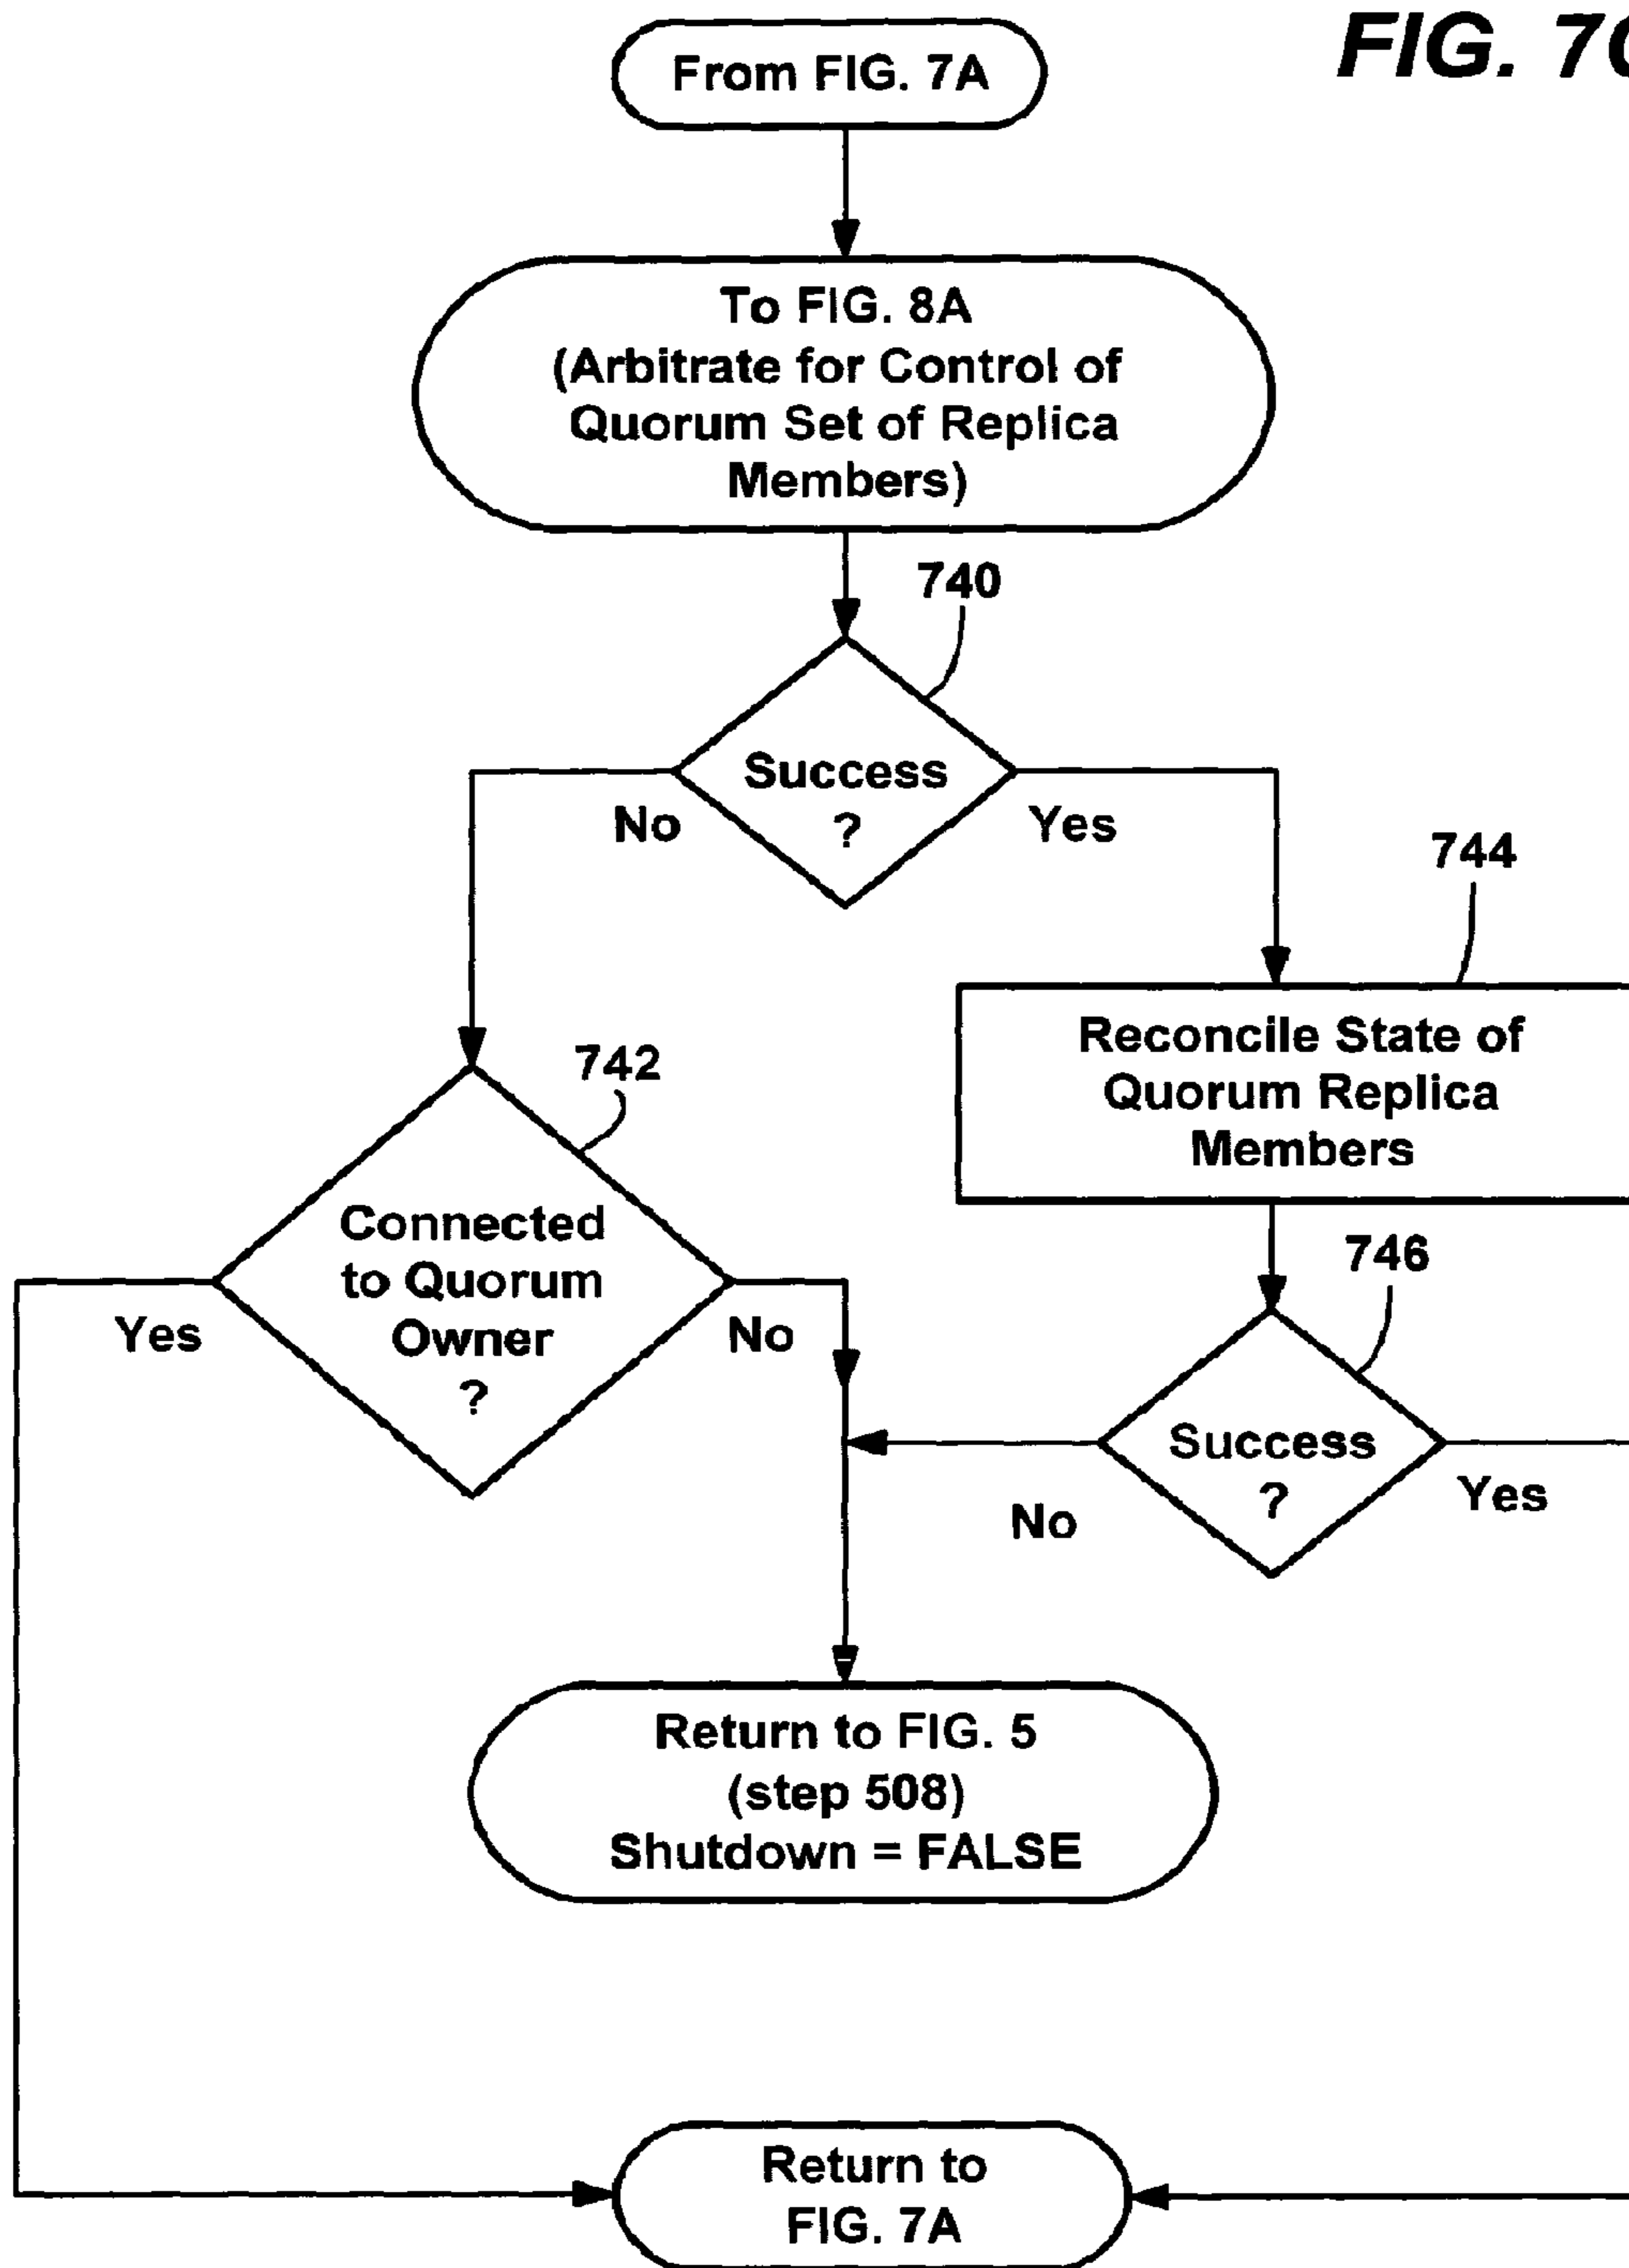 FIG. 7C
From FIG. 7A
To FIG. 8A
(Arbitrate for Control of
Quorum Set of Replica
Members)
740
Success
?
No
Yes
744
Reconcile State of
Quorum Replica
Members
742
Connected
to Quorum
Owner
?
Yes
No
746
Success
?
No
Yes
Return to FIG. 5
(step 508)
Shutdown = FALSE
Return to
FIG. 7A